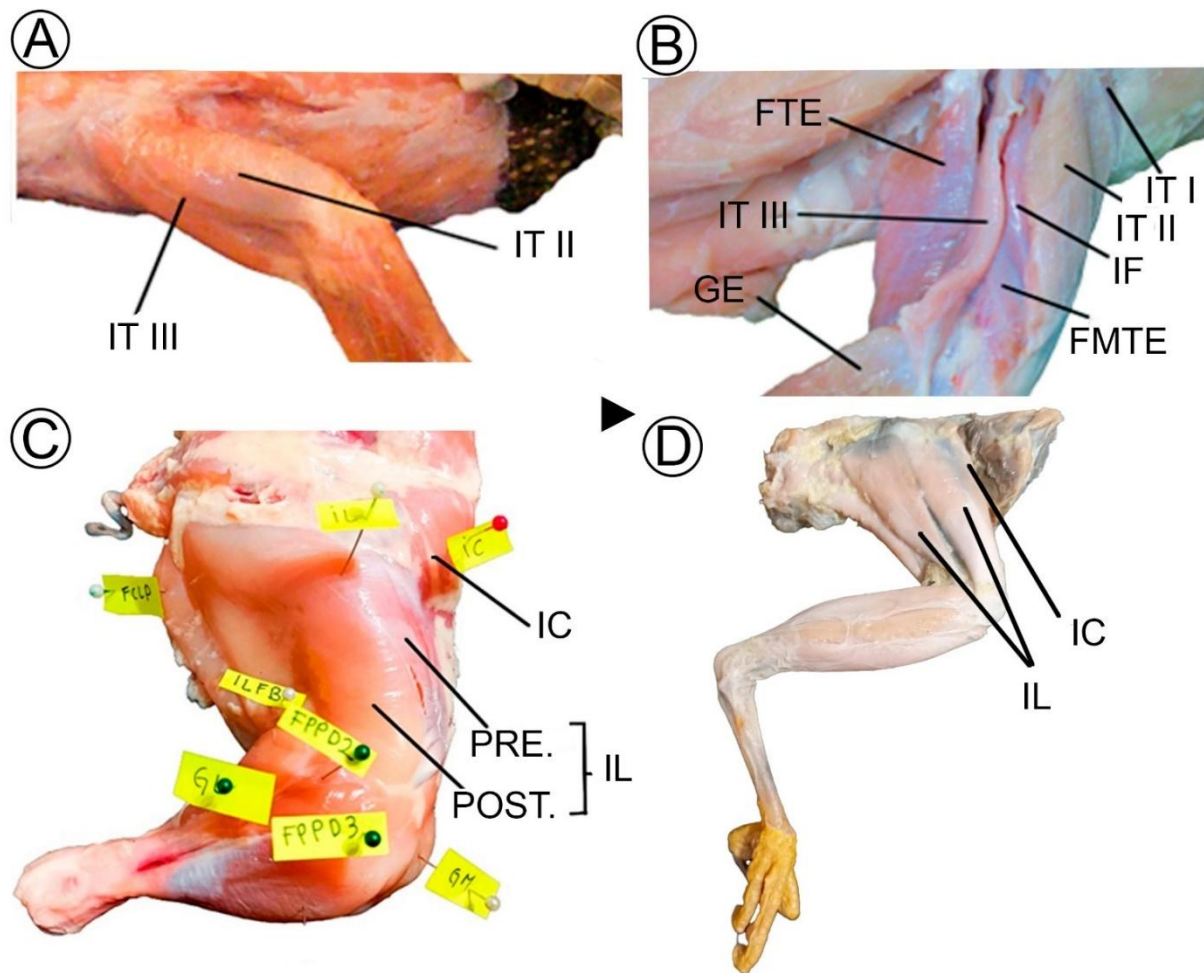 A
IT II
IT III
B
FTE
IT I
IT III
IT II
IF
GE
FMTE
C
iL
iC
FCLP
IC
ILFB
FPPD2
PRE.
IL
GL
POST.
FPPD3
GM
D
IC
IL